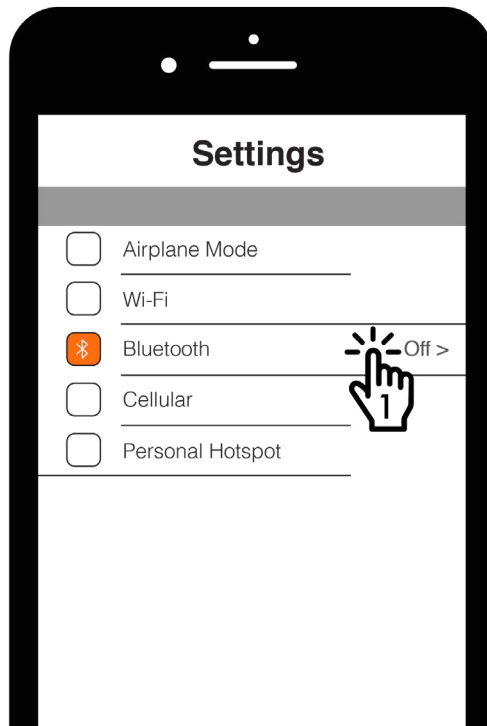 Settings
Airplane Mode
Wi-Fi
Bluetooth Off >
1
Cellular
Personal Hotspot